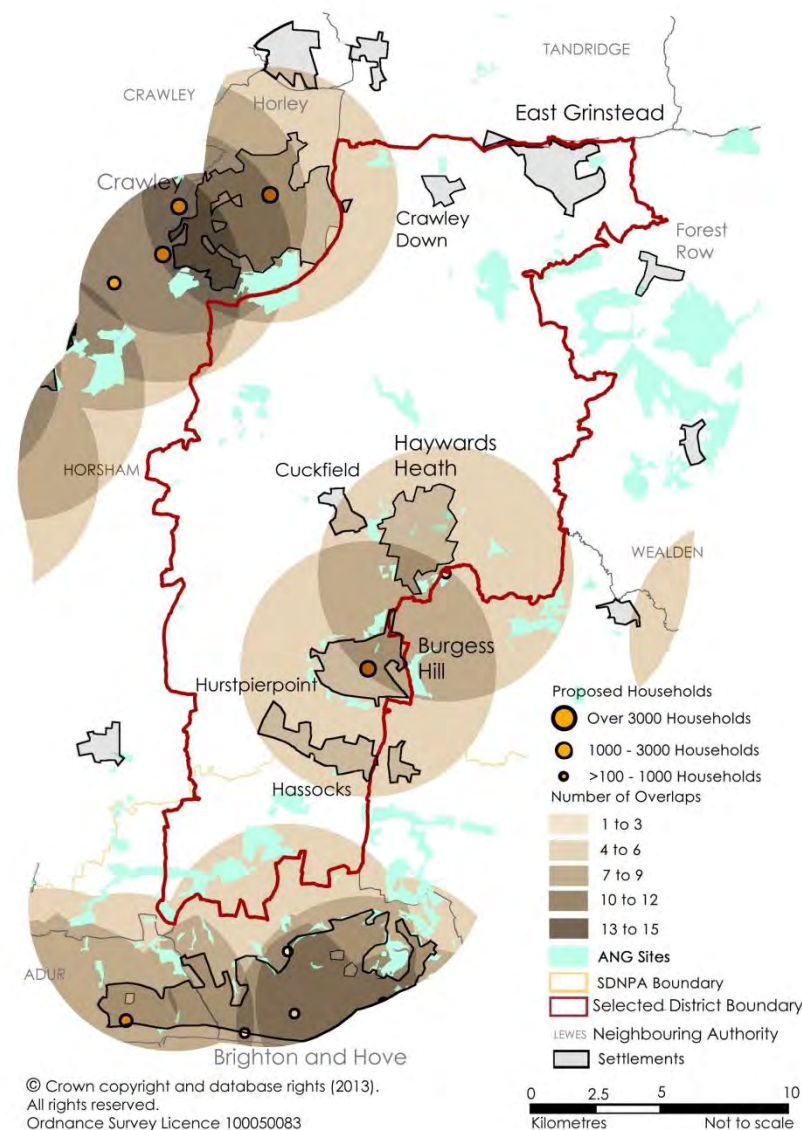 TANDRIDGE
CRAWLEY
Horley
East Grinstead
Crawley
Crawley
Down
Forest
Row
HORSHAM
Haywards
Heath
Cuckfield
WEALDEN
Burgess
Hill
Hurstpierpoint
Hassocks
ADUR
Brighton and Hove
Proposed Households
Over 3000 Households
1000 - 3000 Households
>100 - 1000 Households
Number of Overlaps
1 to 3
4 to 6
7 to 9
10 to 12
13 to 15
ANG Sites
SDNPA Boundary
Selected District Boundary
LEWES Neighbouring Authority
Settlements
© Crown copyright and database rights (2013).
All rights reserved.
Ordnance Survey Licence 100050083
0 2.5 5 10
Kilometres Not to scale